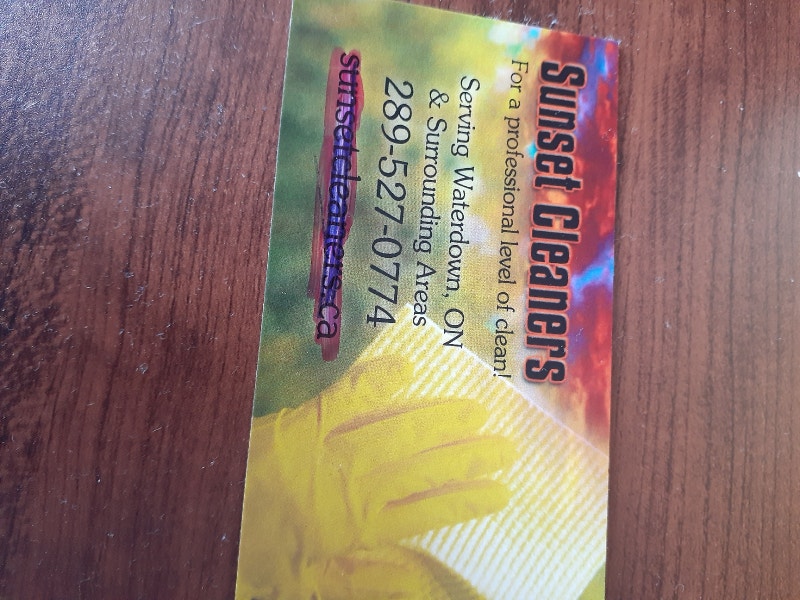 Sunset Cleaners
For a professional level of clean!
Serving Waterdown, ON
& Surrounding Areas
289-527-0774
sunsetcleaners.ca